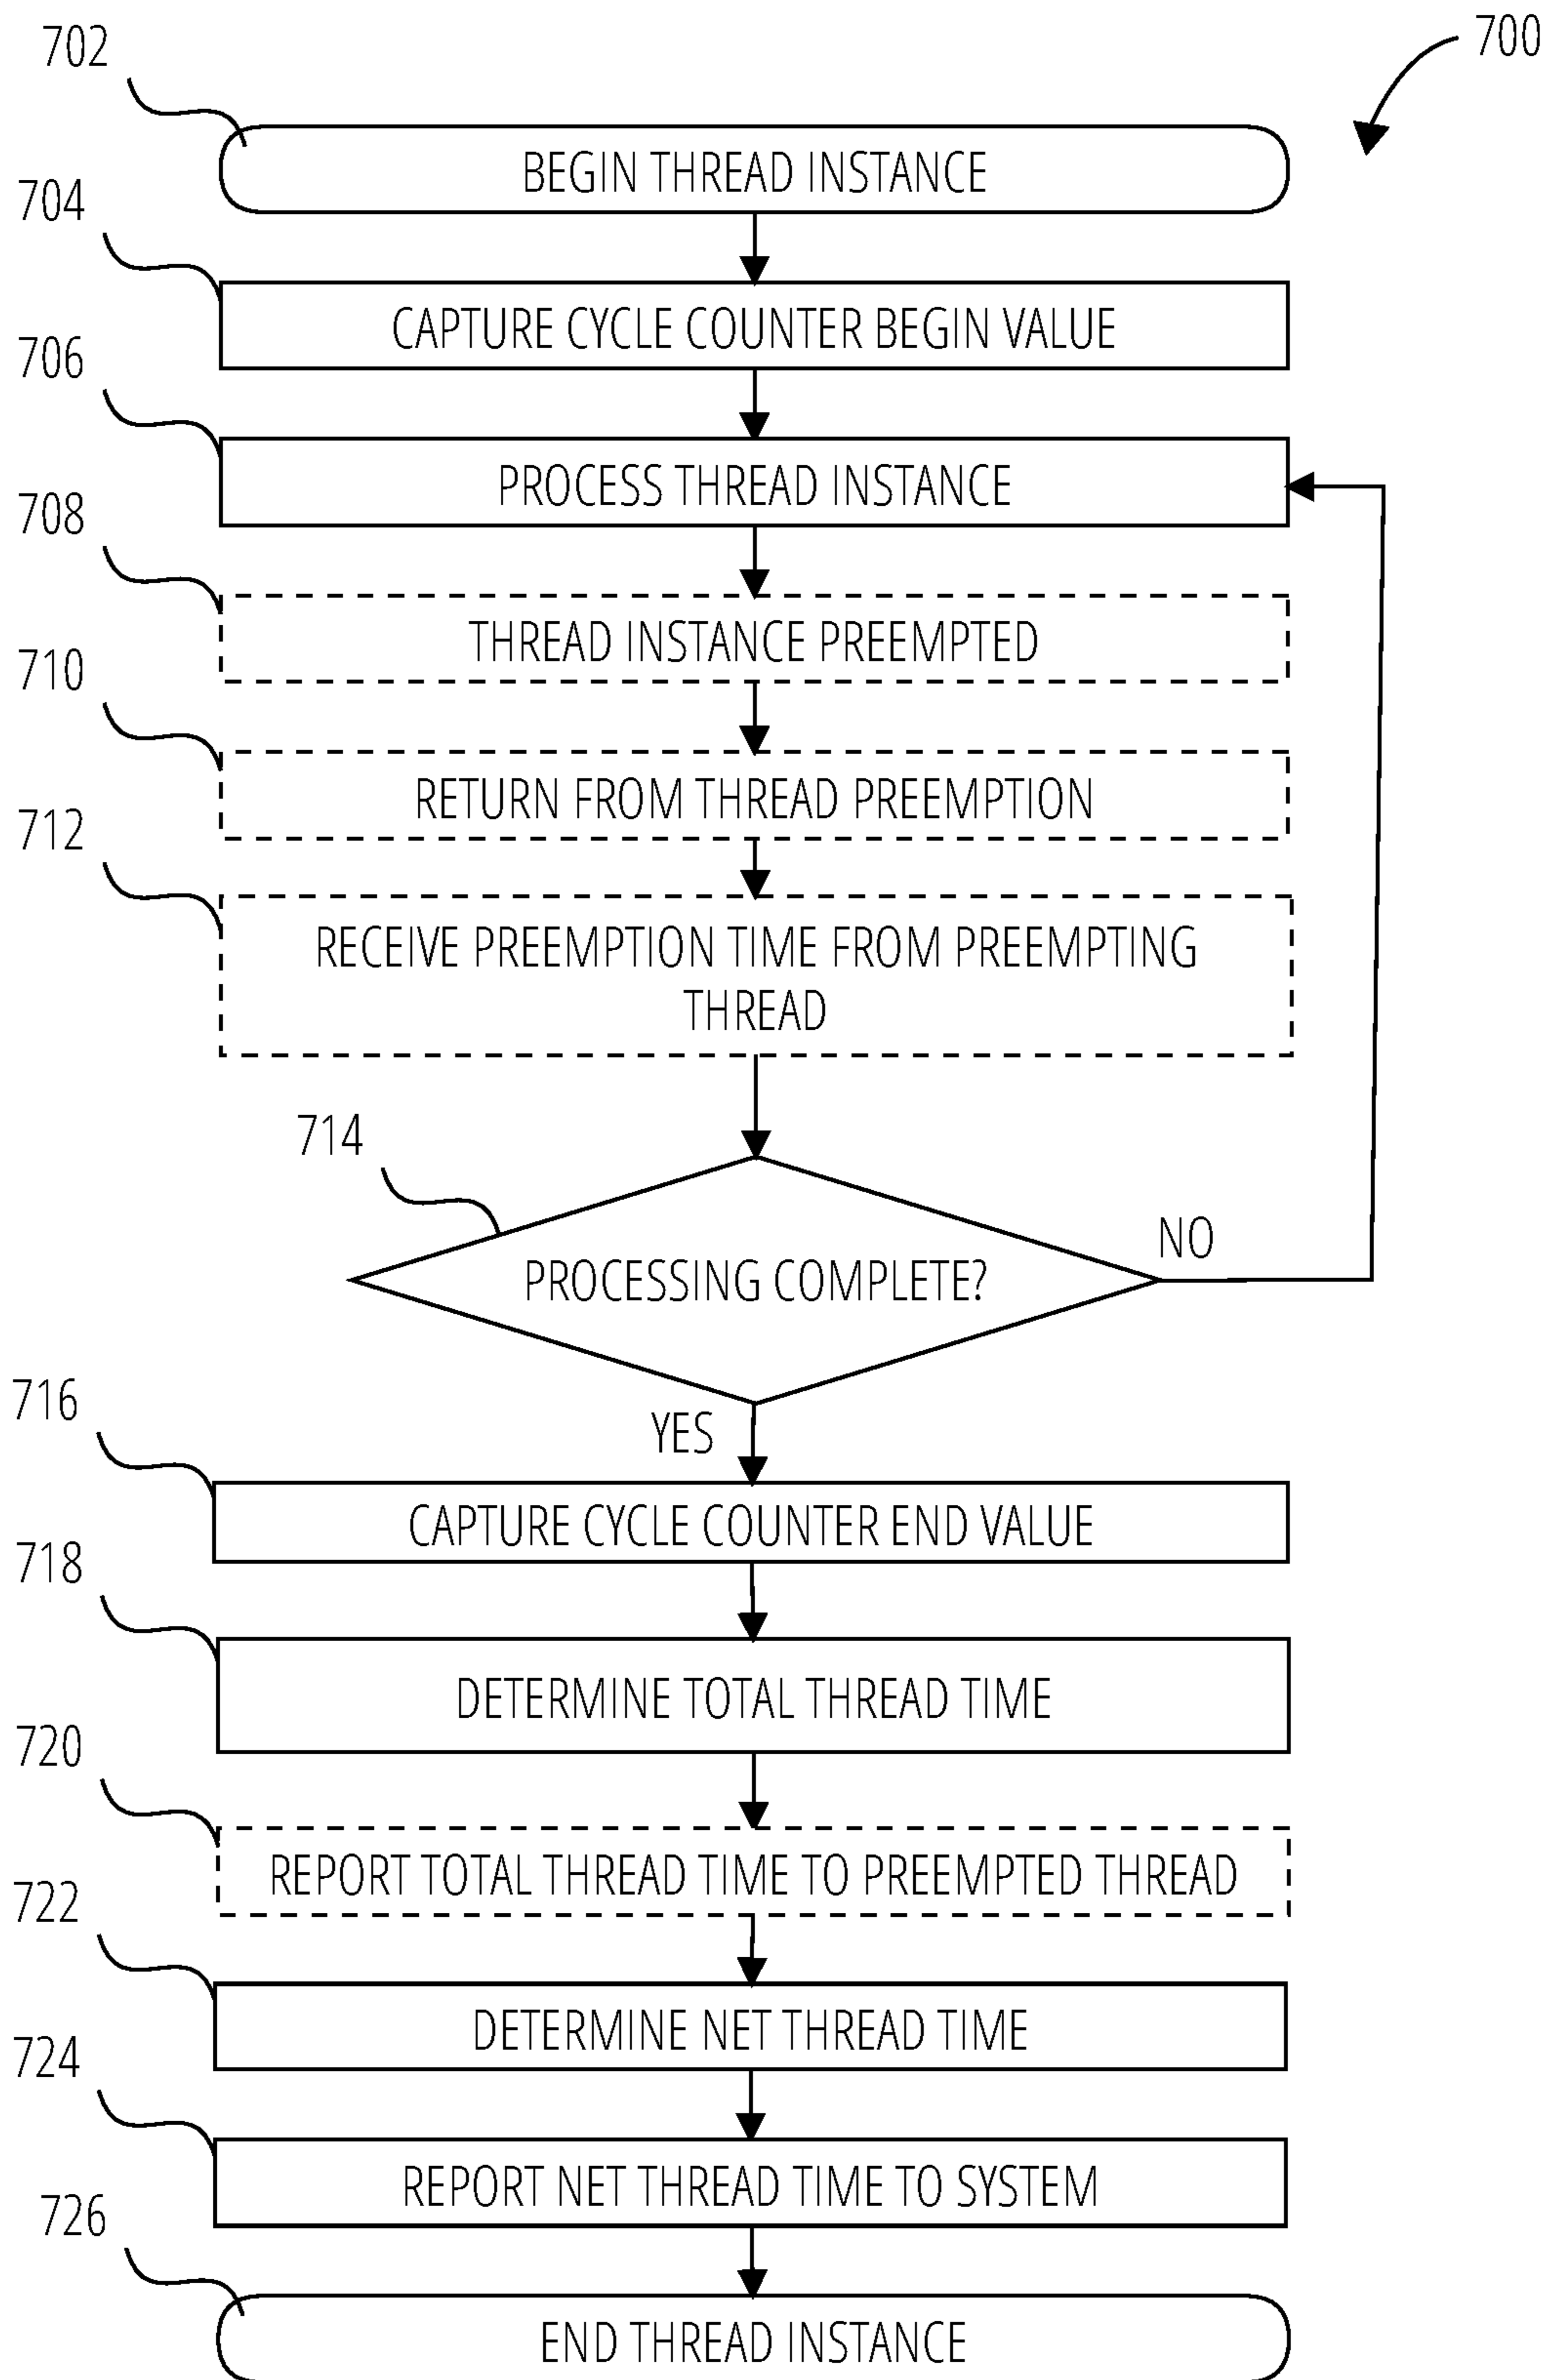 700
702
BEGIN THREAD INSTANCE
704
CAPTURE CYCLE COUNTER BEGIN VALUE
706
PROCESS THREAD INSTANCE
708
THREAD INSTANCE PREEMPTED
710
RETURN FROM THREAD PREEMPTION
712
RECEIVE PREEMPTION TIME FROM PREEMPTING
THREAD
714
PROCESSING COMPLETE?
NO
YES
716
CAPTURE CYCLE COUNTER END VALUE
718
DETERMINE TOTAL THREAD TIME
720
REPORT TOTAL THREAD TIME TO PREEMPTED THREAD
722
DETERMINE NET THREAD TIME
724
REPORT NET THREAD TIME TO SYSTEM
726
END THREAD INSTANCE